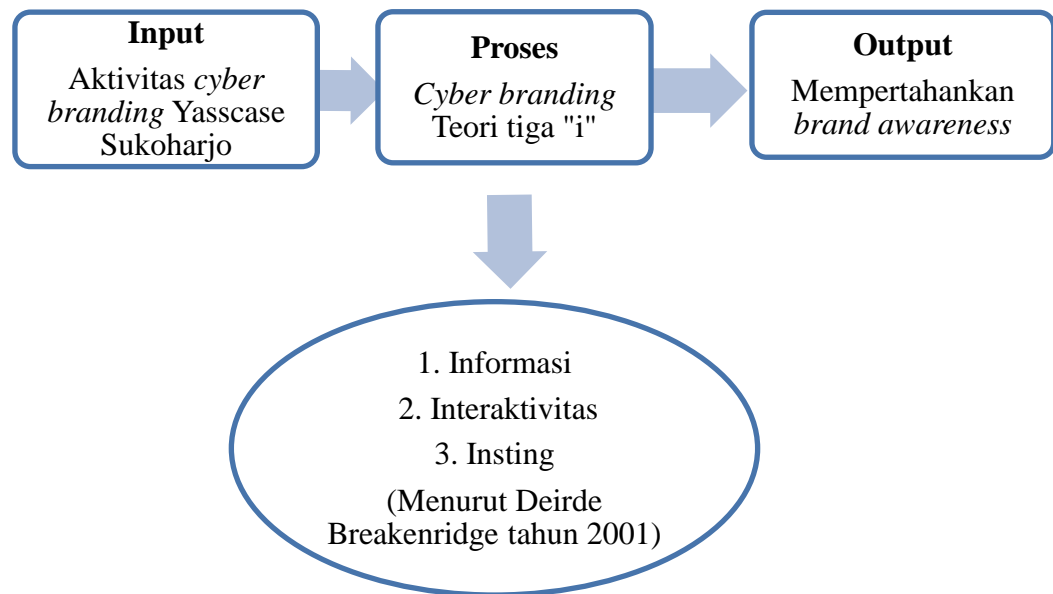 Input
Aktivitas cyber
branding Yasscase
Sukoharjo
Proses
Cyber branding
Teori tiga "i"
Output
Mempertahankan
brand awareness
1. Informasi
2. Interaktivitas
3. Insting
(Menurut Deirde
Breakenridge tahun 2001)